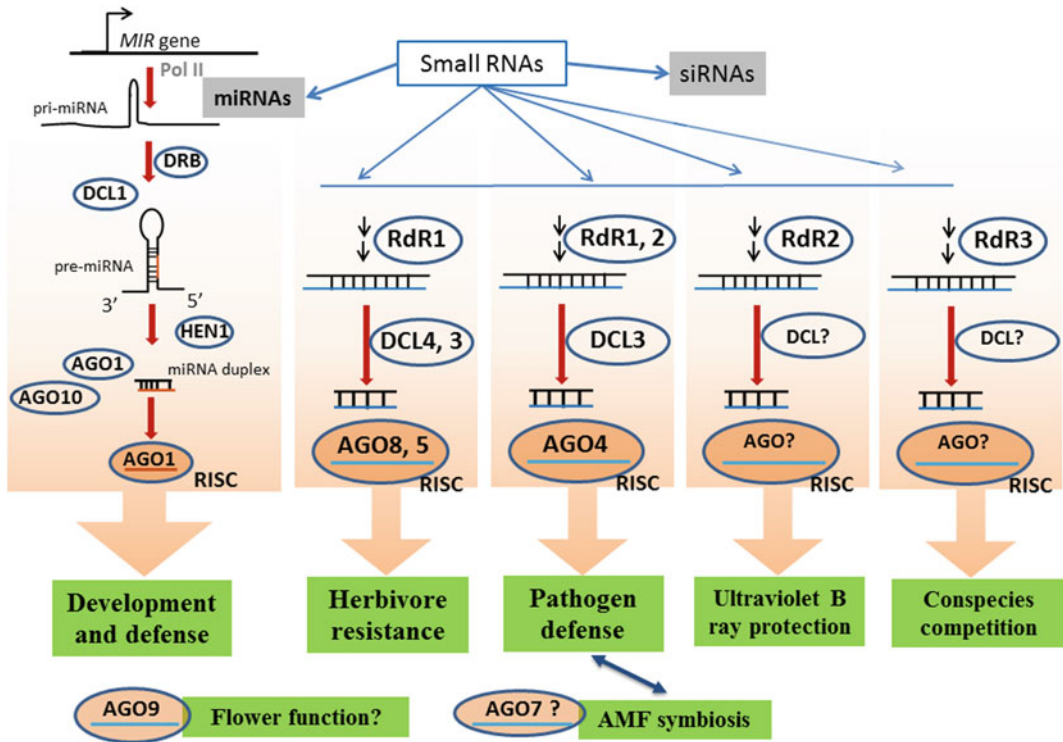 MIR gene
Pol II
pri-miRNA
miRNAs
Small RNAs
siRNAs
DRB
DCL1
pre-miRNA
3’
5’
HEN1
AGO1
miRNA duplex
AGO10
AGO1
RISC
RdR1
DCL4, 3
AGO8, 5
RISC
RdR1, 2
DCL3
AGO4
RISC
RdR2
DCL?
AGO?
RISC
RdR3
DCL?
AGO?
RISC
Development
and defense
Herbivore
resistance
Pathogen
defense
Ultraviolet B
ray protection
Conspecies
competition
AGO9
Flower function?
AGO7 ?
AMF symbiosis